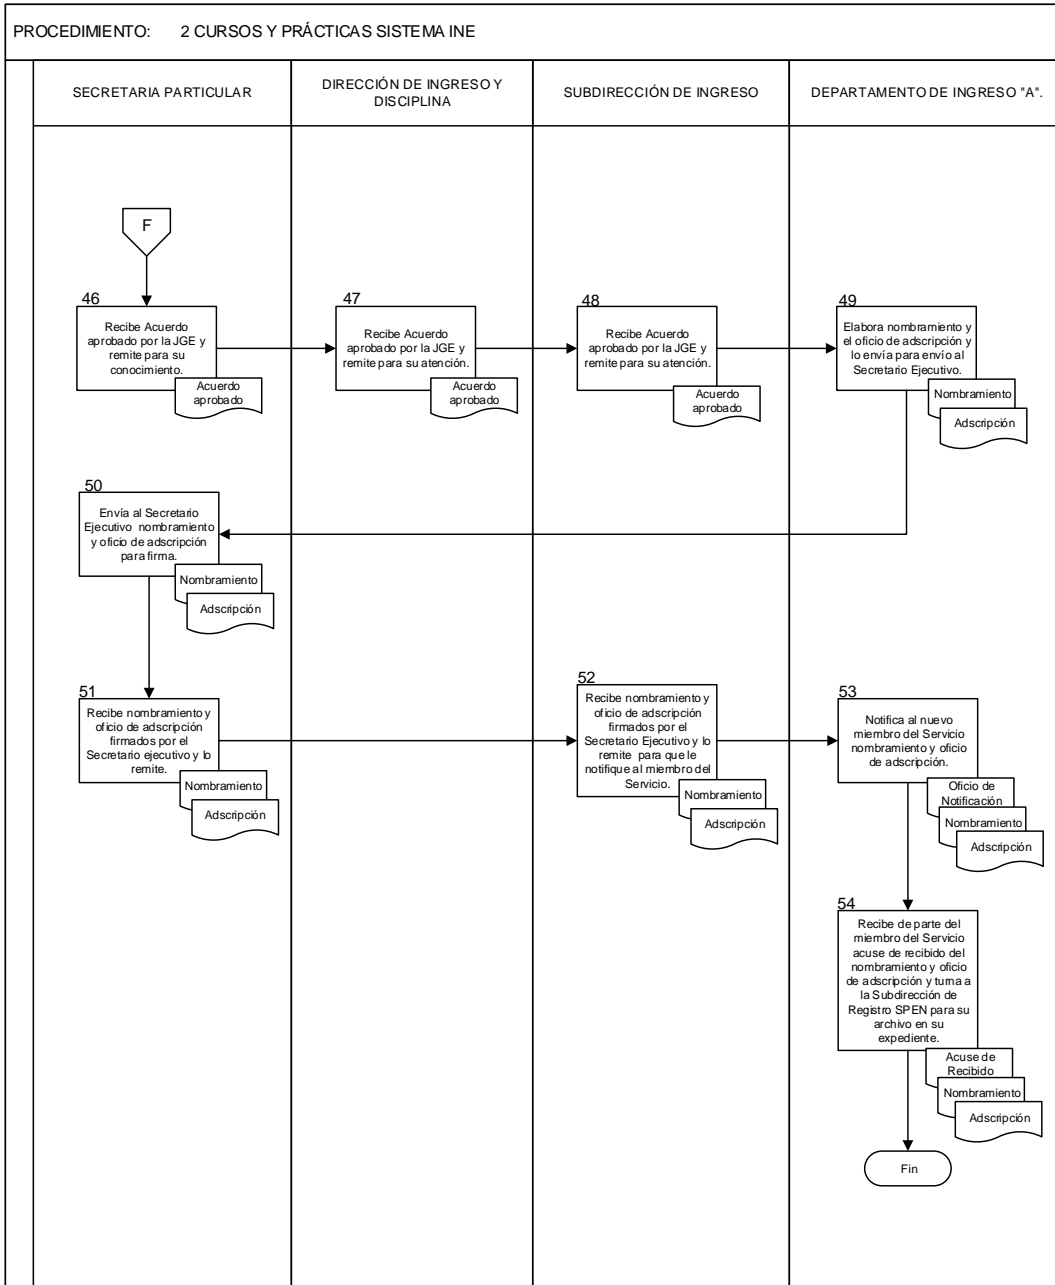 PROCEDIMIENTO: 2 CURSOS Y PRÁCTICAS SISTEMA INE
SECRETARIA PARTICULAR
DIRECCIÓN DE INGRESO Y
DISCIPLINA
SUBDIRECCIÓN DE INGRESO
DEPARTAMENTO DE INGRESO "A".
F
46
Recibe Acuerdo
aprobado por la JGE y
remite para su
conocimiento.
Acuerdo
aprobado
47
Recibe Acuerdo
aprobado por la JGE y
remite para su atención.
Acuerdo
aprobado
48
Recibe Acuerdo
aprobado por la JGE y
remite para su atención.
Acuerdo
aprobado
49
Elabora nombramiento y
el oficio de adscripción y
lo envía para envío al
Secretario Ejecutivo.
Nombramiento
Adscripción
50
Envía al Secretario
Ejecutivo nombramiento
y oficio de adscripción
para firma.
Nombramiento
Adscripción
51
Recibe nombramiento y
oficio de adscripción
firmados por el
Secretario ejecutivo y lo
remite.
Nombramiento
Adscripción
52
Recibe nombramiento y
oficio de adscripción
firmados por el
Secretario Ejecutivo y lo
remite para que le
notifique al miembro del
Servicio.
Nombramiento
Adscripción
53
Notifica al nuevo
miembro del Servicio
nombramiento y oficio
de adscripción.
Oficio de
Notificación
Nombramiento
Adscripción
54
Recibe de parte del
miembro del Servicio
acuse de recibido del
nombramiento y oficio
de adscripción y turna a
la Subdirección de
Registro SPEN para su
archivo en su
expediente.
Acuse de
Recibido
Nombramiento
Adscripción
Fin